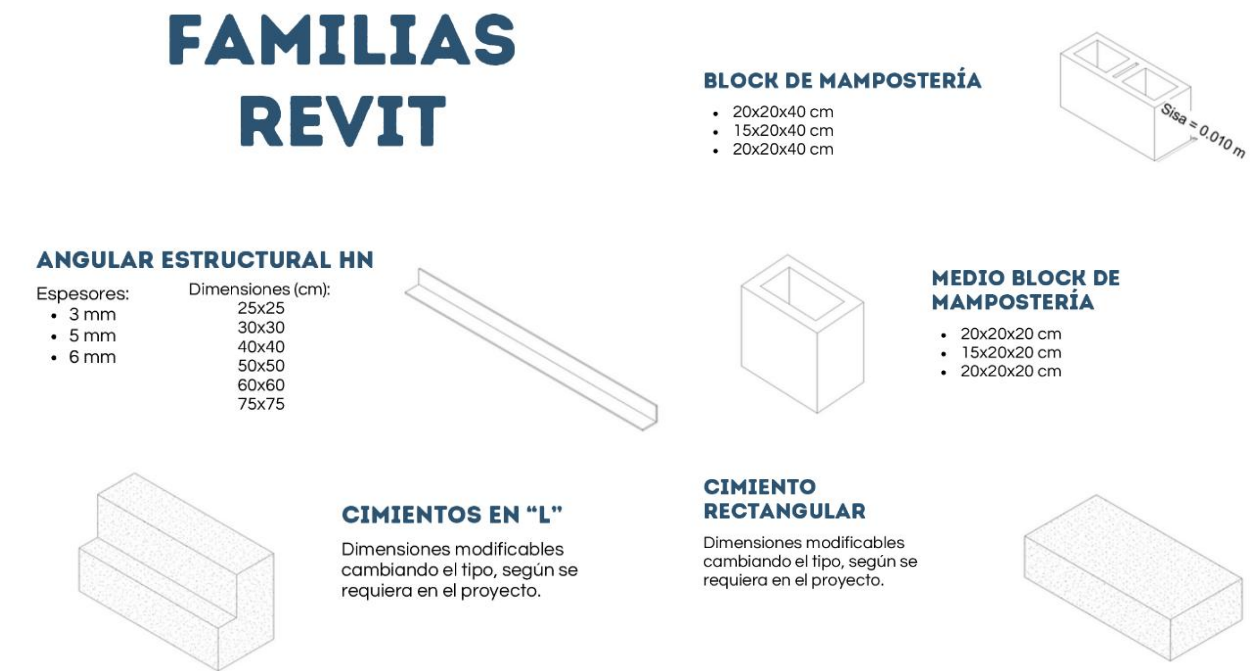 FAMILIAS
REVIT
BLOCK DE MAMPOSTERÍA
• 20x20x40 cm
• 15x20x40 cm
• 20x20x40 cm
Sisa = 0.010 m
ANGULAR ESTRUCTURAL HN
Espesores:
• 3 mm
• 5 mm
• 6 mm
Dimensiones (cm):
25x25
30x30
40x40
50x50
60x60
75x75
MEDIO BLOCK DE
MAMPOSTERÍA
• 20x20x20 cm
• 15x20x20 cm
• 20x20x20 cm
CIMIENTOS EN “L”
Dimensiones modificables
cambiando el tipo, según se
requiera en el proyecto.
CIMIENTO
RECTANGULAR
Dimensiones modificables
cambiando el tipo, según se
requiera en el proyecto.